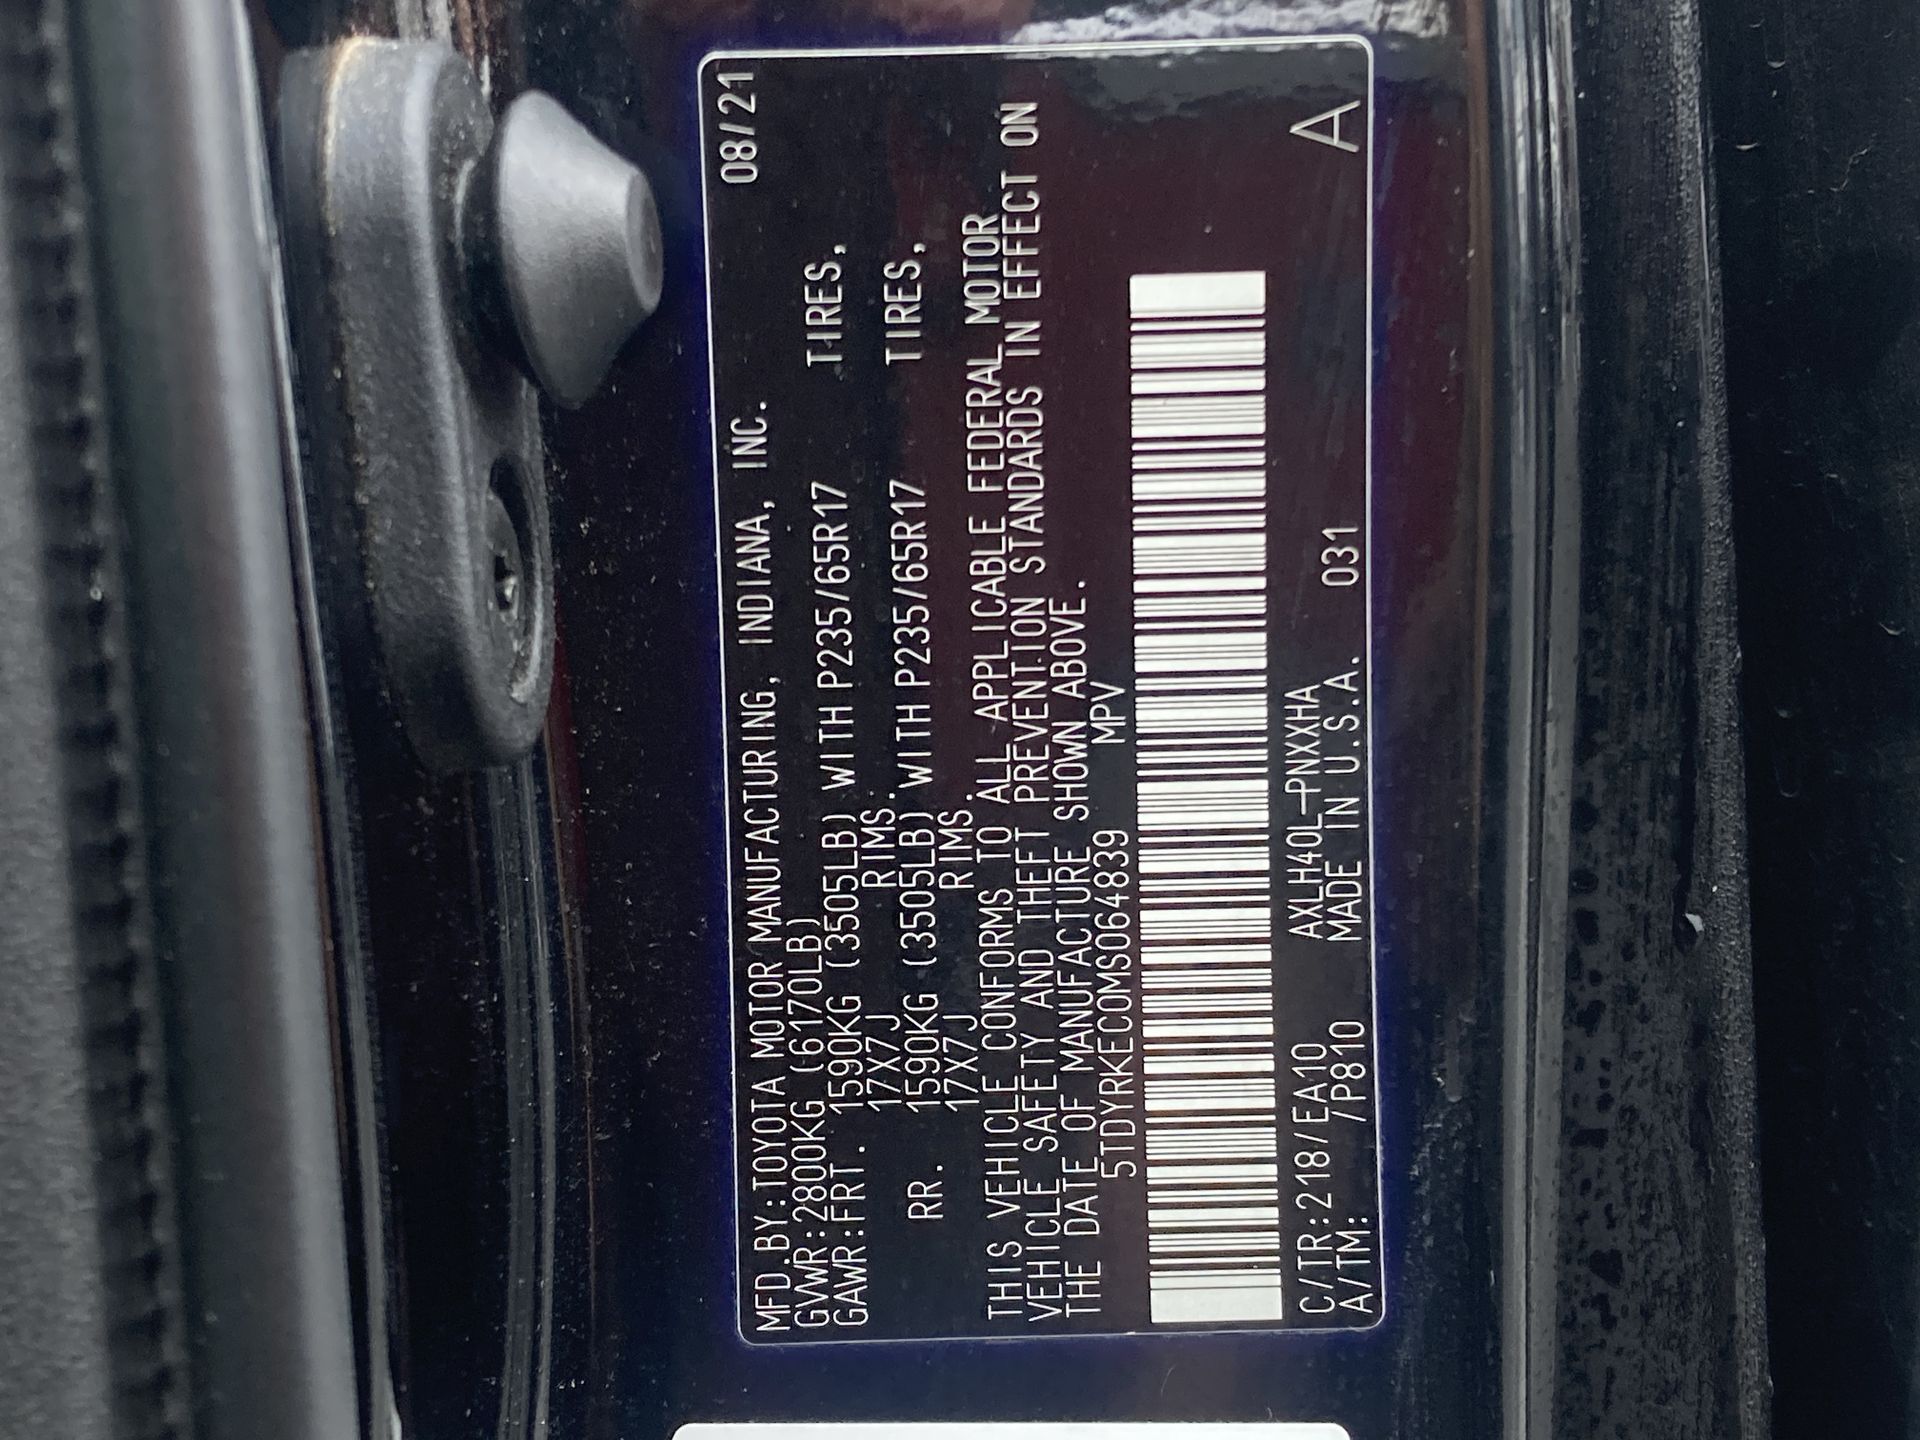 MFD.BY:TOYOTA MOTOR MANUFACTURING, INDIANA, INC. 08/21
GVWR:2800KG (6170LB)
GAWR:FRT. 1590KG (3505LB) WITH P235/65R17 TIRES,
17X7J RIMS.
RR. 1590KG (3505LB) WITH P235/65R17 TIRES,
17X7J RIMS.
THIS VEHICLE CONFORMS TO ALL APPLICABLE FEDERAL MOTOR
VEHICLE SAFETY AND THEFT PREVENTION STANDARDS IN EFFECT ON
THE DATE OF MANUFACTURE SHOWN ABOVE.
5TDYRKEC0MS064839 MPV
C/TR:218/EA10 AXLH40L-PNXXHA
A/TM: /P810 MADE IN U.S.A. 031 A